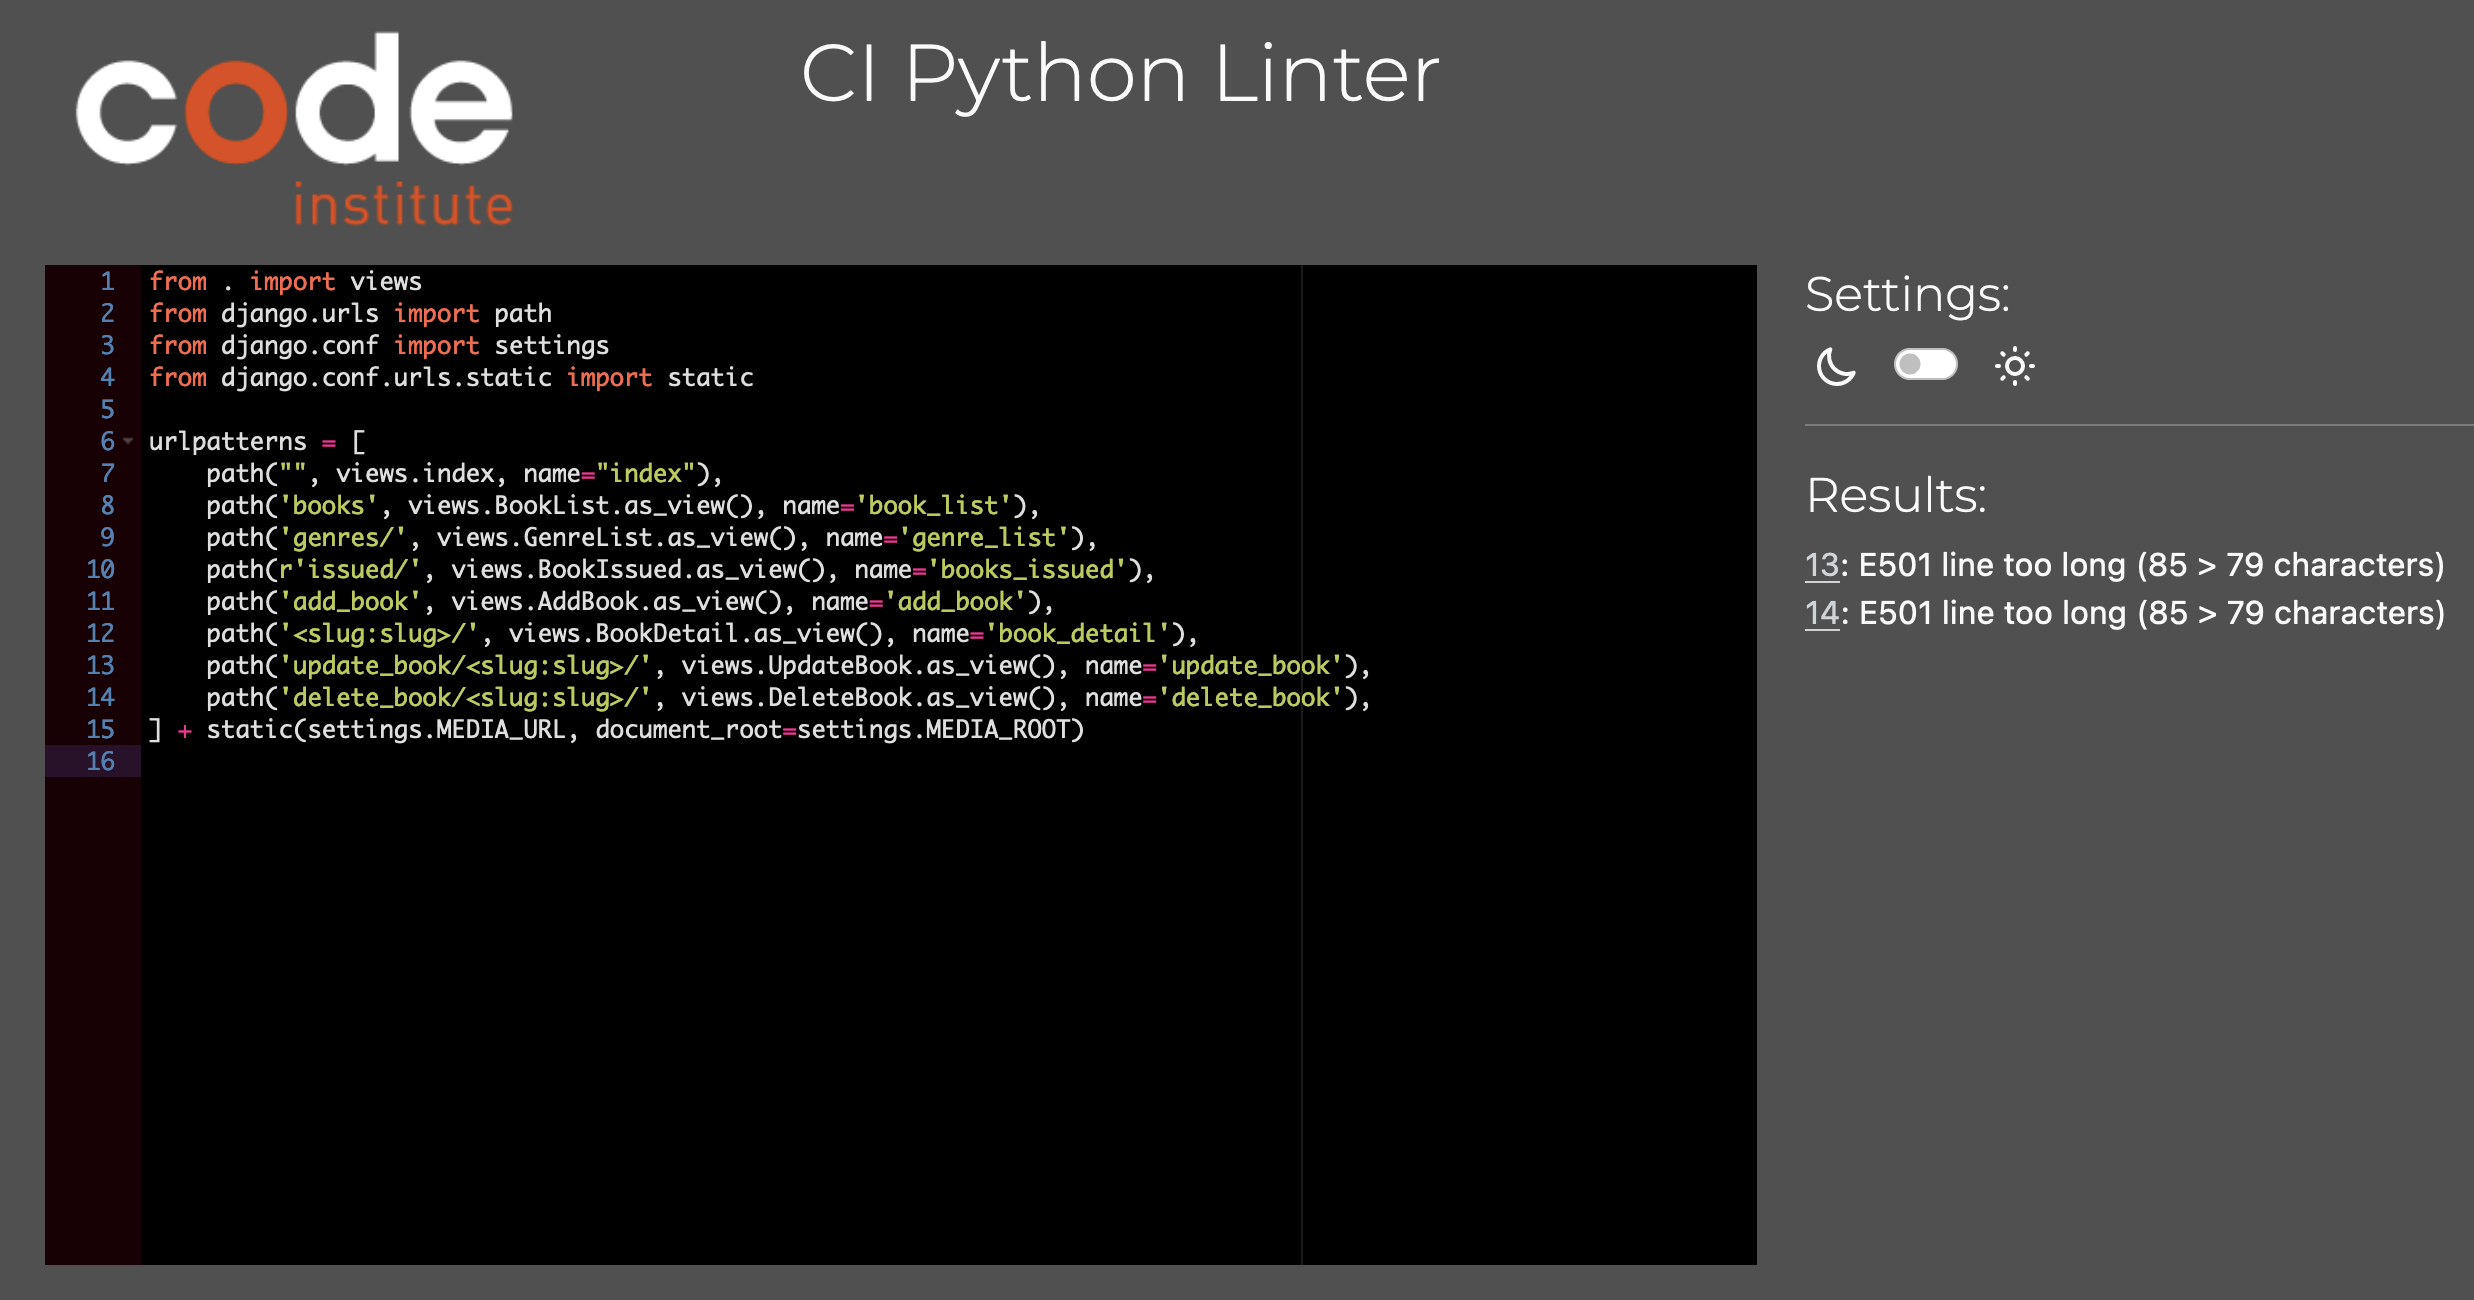 code
institute
CI Python Linter
1 from . import views
2 from django.urls import path
3 from django.conf import settings
4 from django.conf.urls.static import static
5
6 urlpatterns = [
7     path("", views.index, name="index"),
8     path('books', views.BookList.as_view(), name='book_list'),
9     path('genres/', views.GenreList.as_view(), name='genre_list'),
10     path(r'issued/', views.BookIssued.as_view(), name='books_issued'),
11     path('add_book', views.AddBook.as_view(), name='add_book'),
12     path('<slug:slug>/', views.BookDetail.as_view(), name='book_detail'),
13     path('update_book/<slug:slug>/', views.UpdateBook.as_view(), name='update_book'),
14     path('delete_book/<slug:slug>/', views.DeleteBook.as_view(), name='delete_book'),
15 ] + static(settings.MEDIA_URL, document_root=settings.MEDIA_ROOT)
16
Settings:
Results:
13: E501 line too long (85 > 79 characters)
14: E501 line too long (85 > 79 characters)